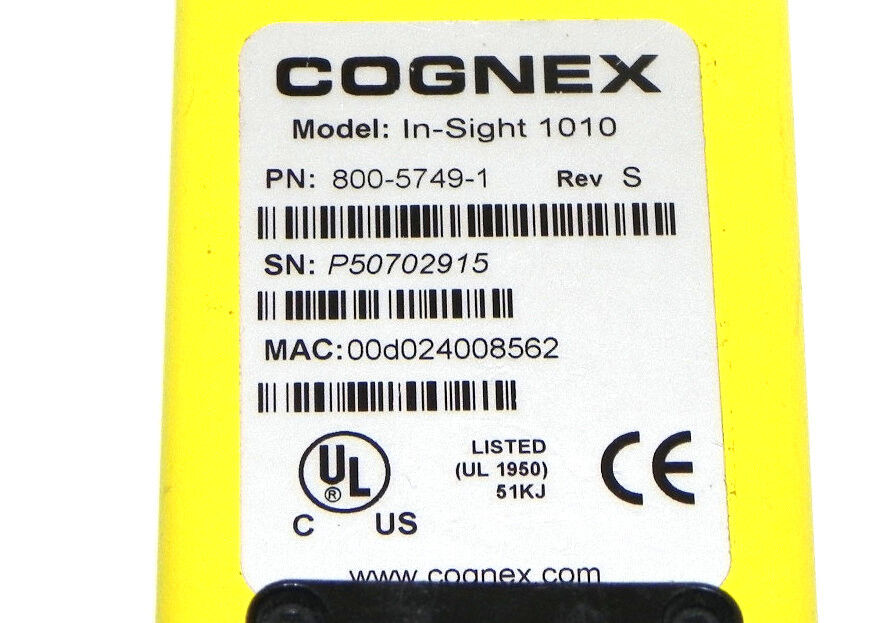 COGNEX
Model: In-Sight 1010
PN: 800-5749-1 Rev S
SN: P50702915
MAC:00d024008562
UL
®
C US
LISTED
(UL 1950)
51KJ
CE
www.cognex.com